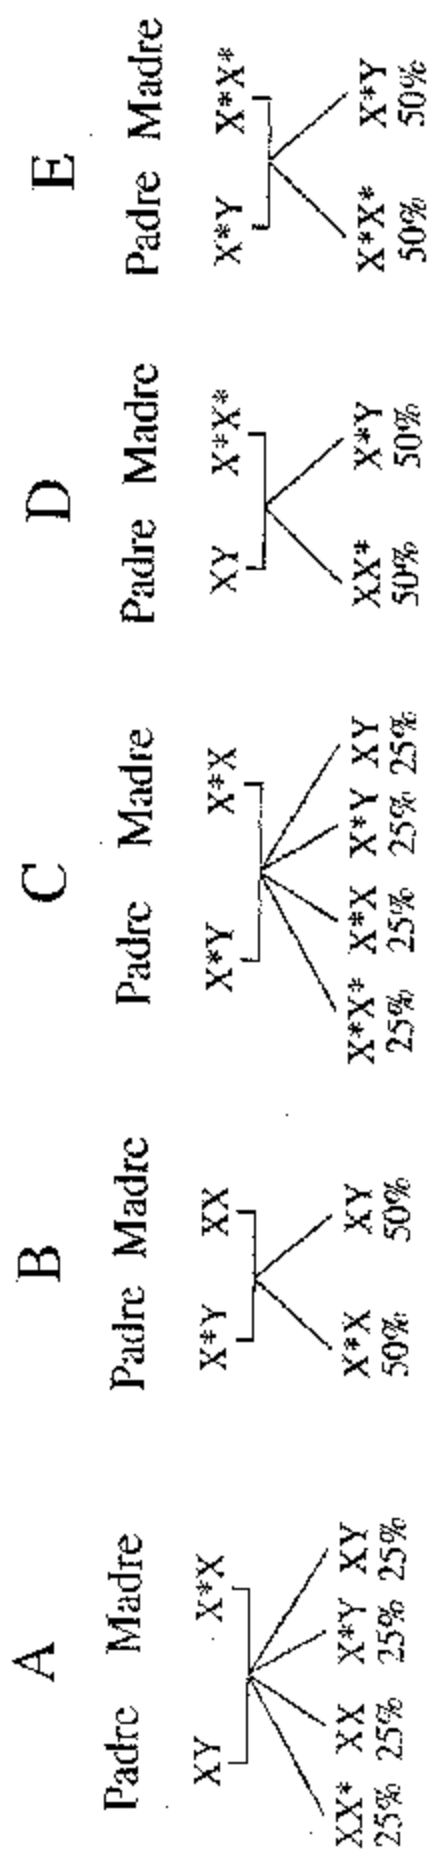 A B C D E
Padre Madre Padre Madre Padre Madre Padre Madre Padre Madre
XY X*X X*Y XX X*Y X*X XY X*X* X*Y X*X*
XX* XX X*Y XY X*X XY X*X* X*X X*Y XY XX* X*Y X*X* X*Y
25% 25% 25% 25% 50% 50% 25% 25% 25% 25% 50% 50% 50% 50%